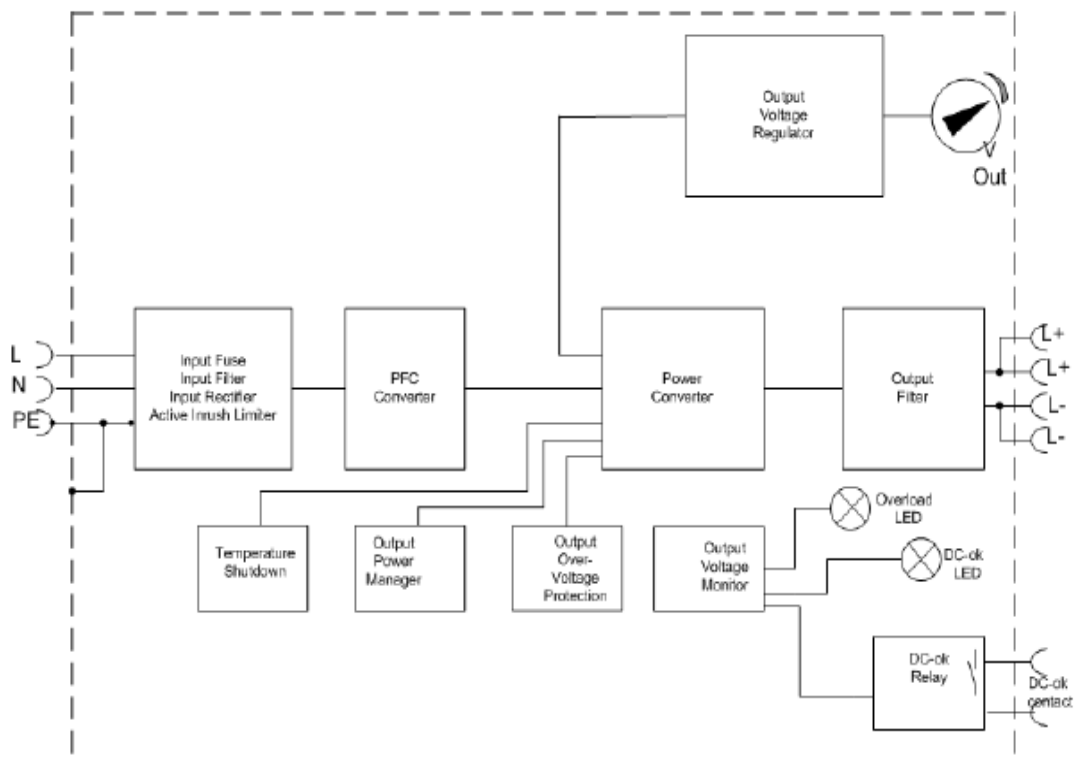 Output
Voltage
Regulator
V
Out
L
N
PE
Input Fuse
Input Filter
Input Rectifier
Active Inrush Limiter
PFC
Converter
Power
Converter
Output
Filter
L+
L+
L-
L-
Temperature
Shutdown
Output
Power
Manager
Output
Over-
Voltage
Protection
Output
Voltage
Monitor
Overload
LED
DC-ok
LED
DC-ok
Relay
DC-ok
contact